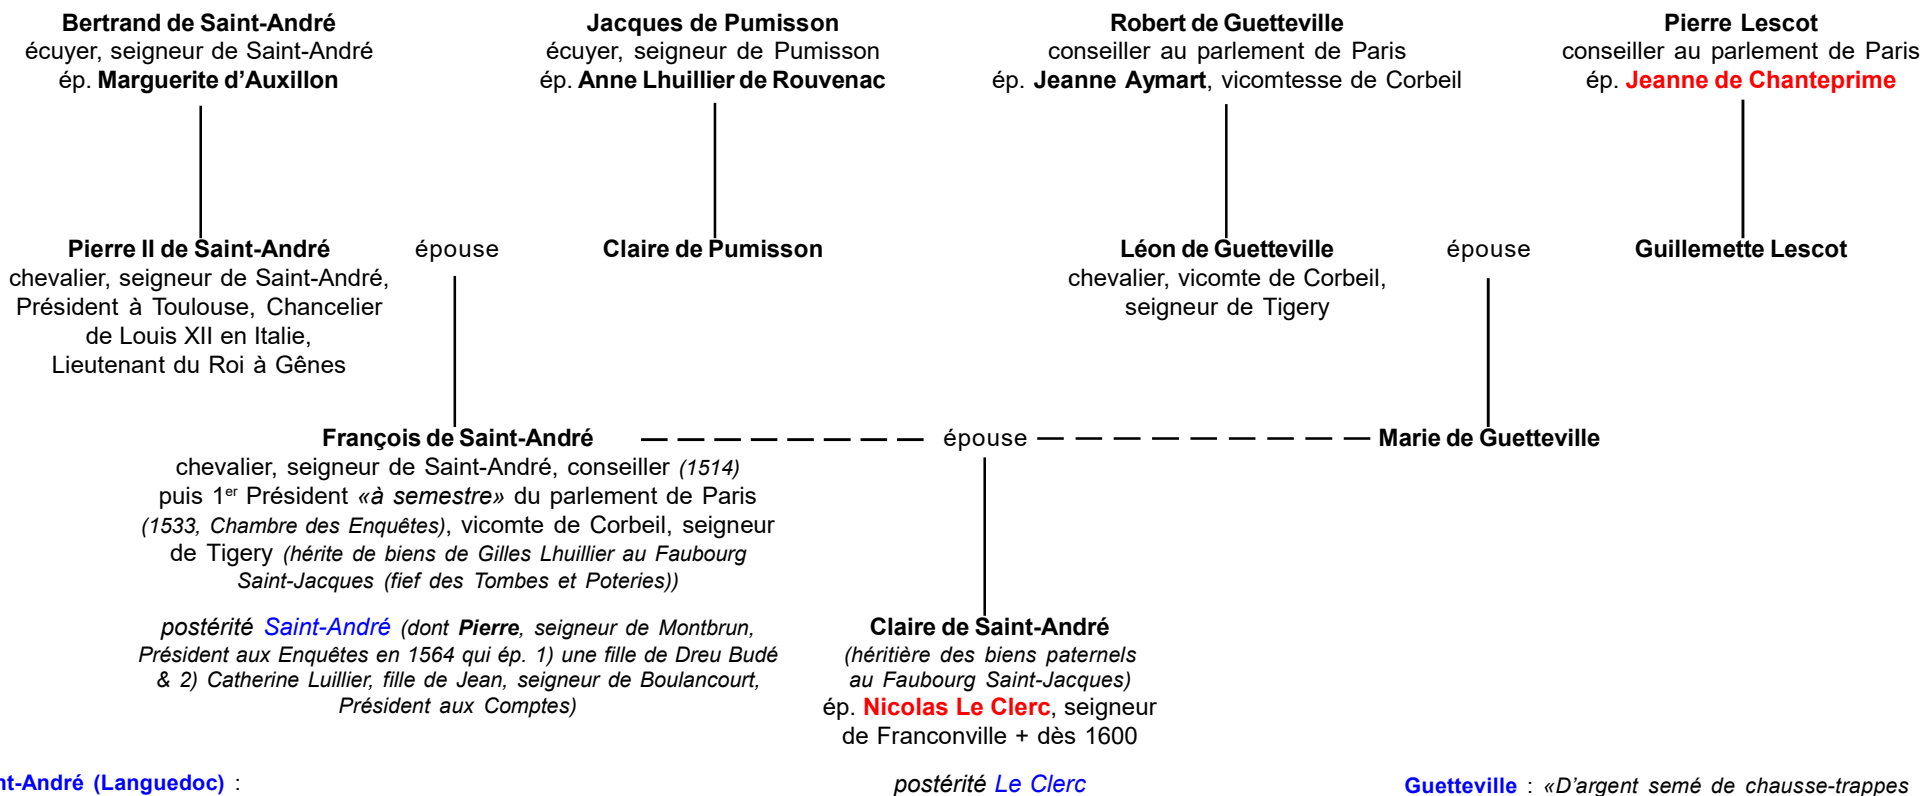 Bertrand de Saint-André
écuyer, seigneur de Saint-André
ép. Marguerite d'Auxillon
Jacques de Pumisson
écuyer, seigneur de Pumisson
ép. Anne Lhuillier de Rouvenac
Robert de Guetteville
conseiller au parlement de Paris
ép. Jeanne Aymart, vicomtesse de Corbeil
Pierre Lescot
conseiller au parlement de Paris
ép. Jeanne de Chanteprime
Pierre II de Saint-André
chevalier, seigneur de Saint-André,
Président à Toulouse, Chancelier
de Louis XII en Italie,
Lieutenant du Roi à Gênes
épouse
Claire de Pumisson
Léon de Guetteville
chevalier, vicomte de Corbeil,
seigneur de Tigery
épouse
Guillemette Lescot
François de Saint-André
chevalier, seigneur de Saint-André, conseiller (1514)
puis 1er Président «à semestre» du parlement de Paris
(1533, Chambre des Enquêtes), vicomte de Corbeil, seigneur
de Tigery (hérite de biens de Gilles Lhuillier au Faubourg
Saint-Jacques (fief des Tombes et Poteries))
épouse
Marie de Guetteville
postérité Saint-André (dont Pierre, seigneur de Montbrun,
Président aux Enquêtes en 1564 qui ép. 1) une fille de Dreu Budé
& 2) Catherine Luillier, fille de Jean, seigneur de Boulancourt,
Président aux Comptes)
Claire de Saint-André
(héritière des biens paternels
au Faubourg Saint-Jacques)
ép. Nicolas Le Clerc, seigneur
de Franconville + dès 1600
nt-André (Languedoc) :
postérité Le Clerc
Guetteville : «D'argent semé de chausse-trappes